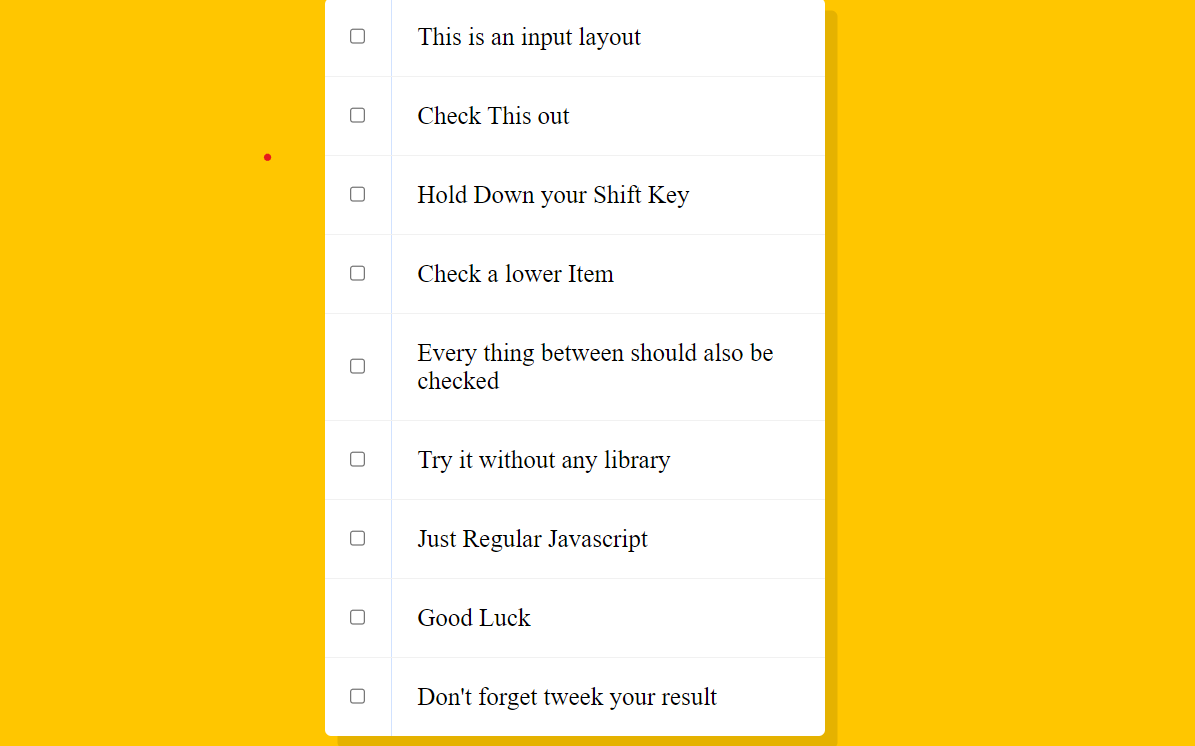 This is an input layout
Check This out
Hold Down your Shift Key
Check a lower Item
Every thing between should also be
checked
Try it without any library
Just Regular Javascript
Good Luck
Don't forget tweek your result